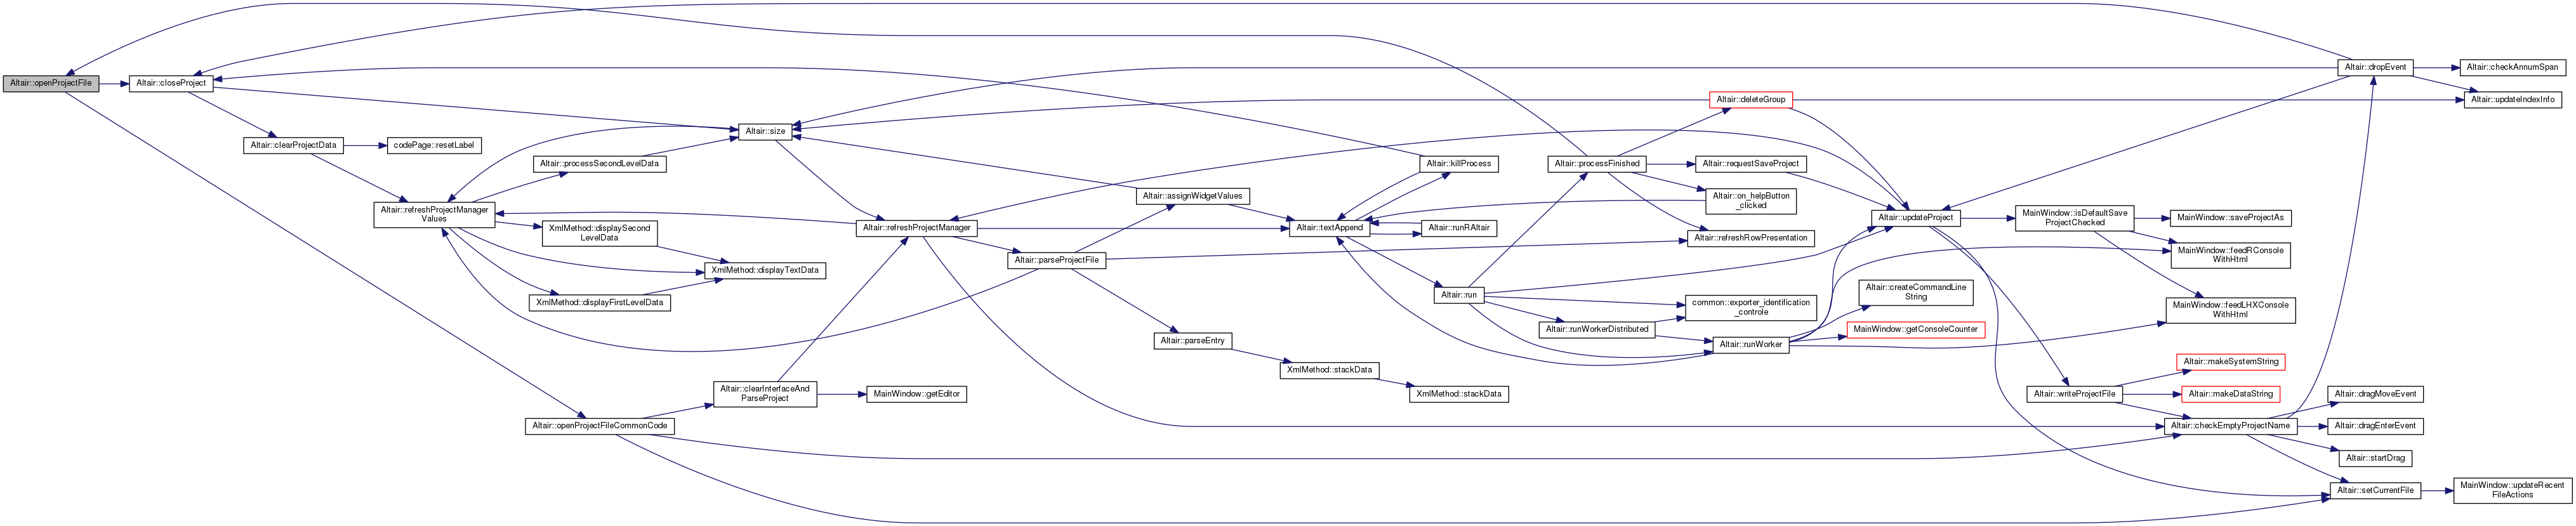 Altair::openProjectFile
Altair::closeProject
Altair::clearProjectData
codePage::resetLabel
Altair::refreshProjectManager
Values
Altair::processSecondLevelData
XmlMethod::displaySecond
LevelData
XmlMethod::displayTextData
XmlMethod::displayFirstLevelData
Altair::openProjectFileCommonCode
Altair::size
Altair::clearInterfaceAnd
ParseProject
MainWindow::getEditor
Altair::refreshProjectManager
Altair::parseProjectFile
Altair::assignWidgetValues
Altair::parseEntry
XmlMethod::stackData
XmlMethod::stackData
Altair::textAppend
Altair::killProcess
Altair::runRAltair
Altair::run
Altair::processFinished
Altair::runWorkerDistributed
Altair::deleteGroup
Altair::requestSaveProject
Altair::on_helpButton
_clicked
Altair::refreshRowPresentation
common::exporter_identification
_controle
Altair::runWorker
Altair::updateProject
Altair::createCommandLine
String
MainWindow::getConsoleCounter
MainWindow::isDefaultSave
ProjectChecked
MainWindow::saveProjectAs
MainWindow::feedRConsole
WithHtml
MainWindow::feedLHXConsole
WithHtml
Altair::writeProjectFile
Altair::makeSystemString
Altair::makeDataString
Altair::checkEmptyProjectName
Altair::dropEvent
Altair::checkAnnumSpan
Altair::updateIndexInfo
Altair::dragMoveEvent
Altair::dragEnterEvent
Altair::startDrag
Altair::setCurrentFile
MainWindow::updateRecent
FileActions